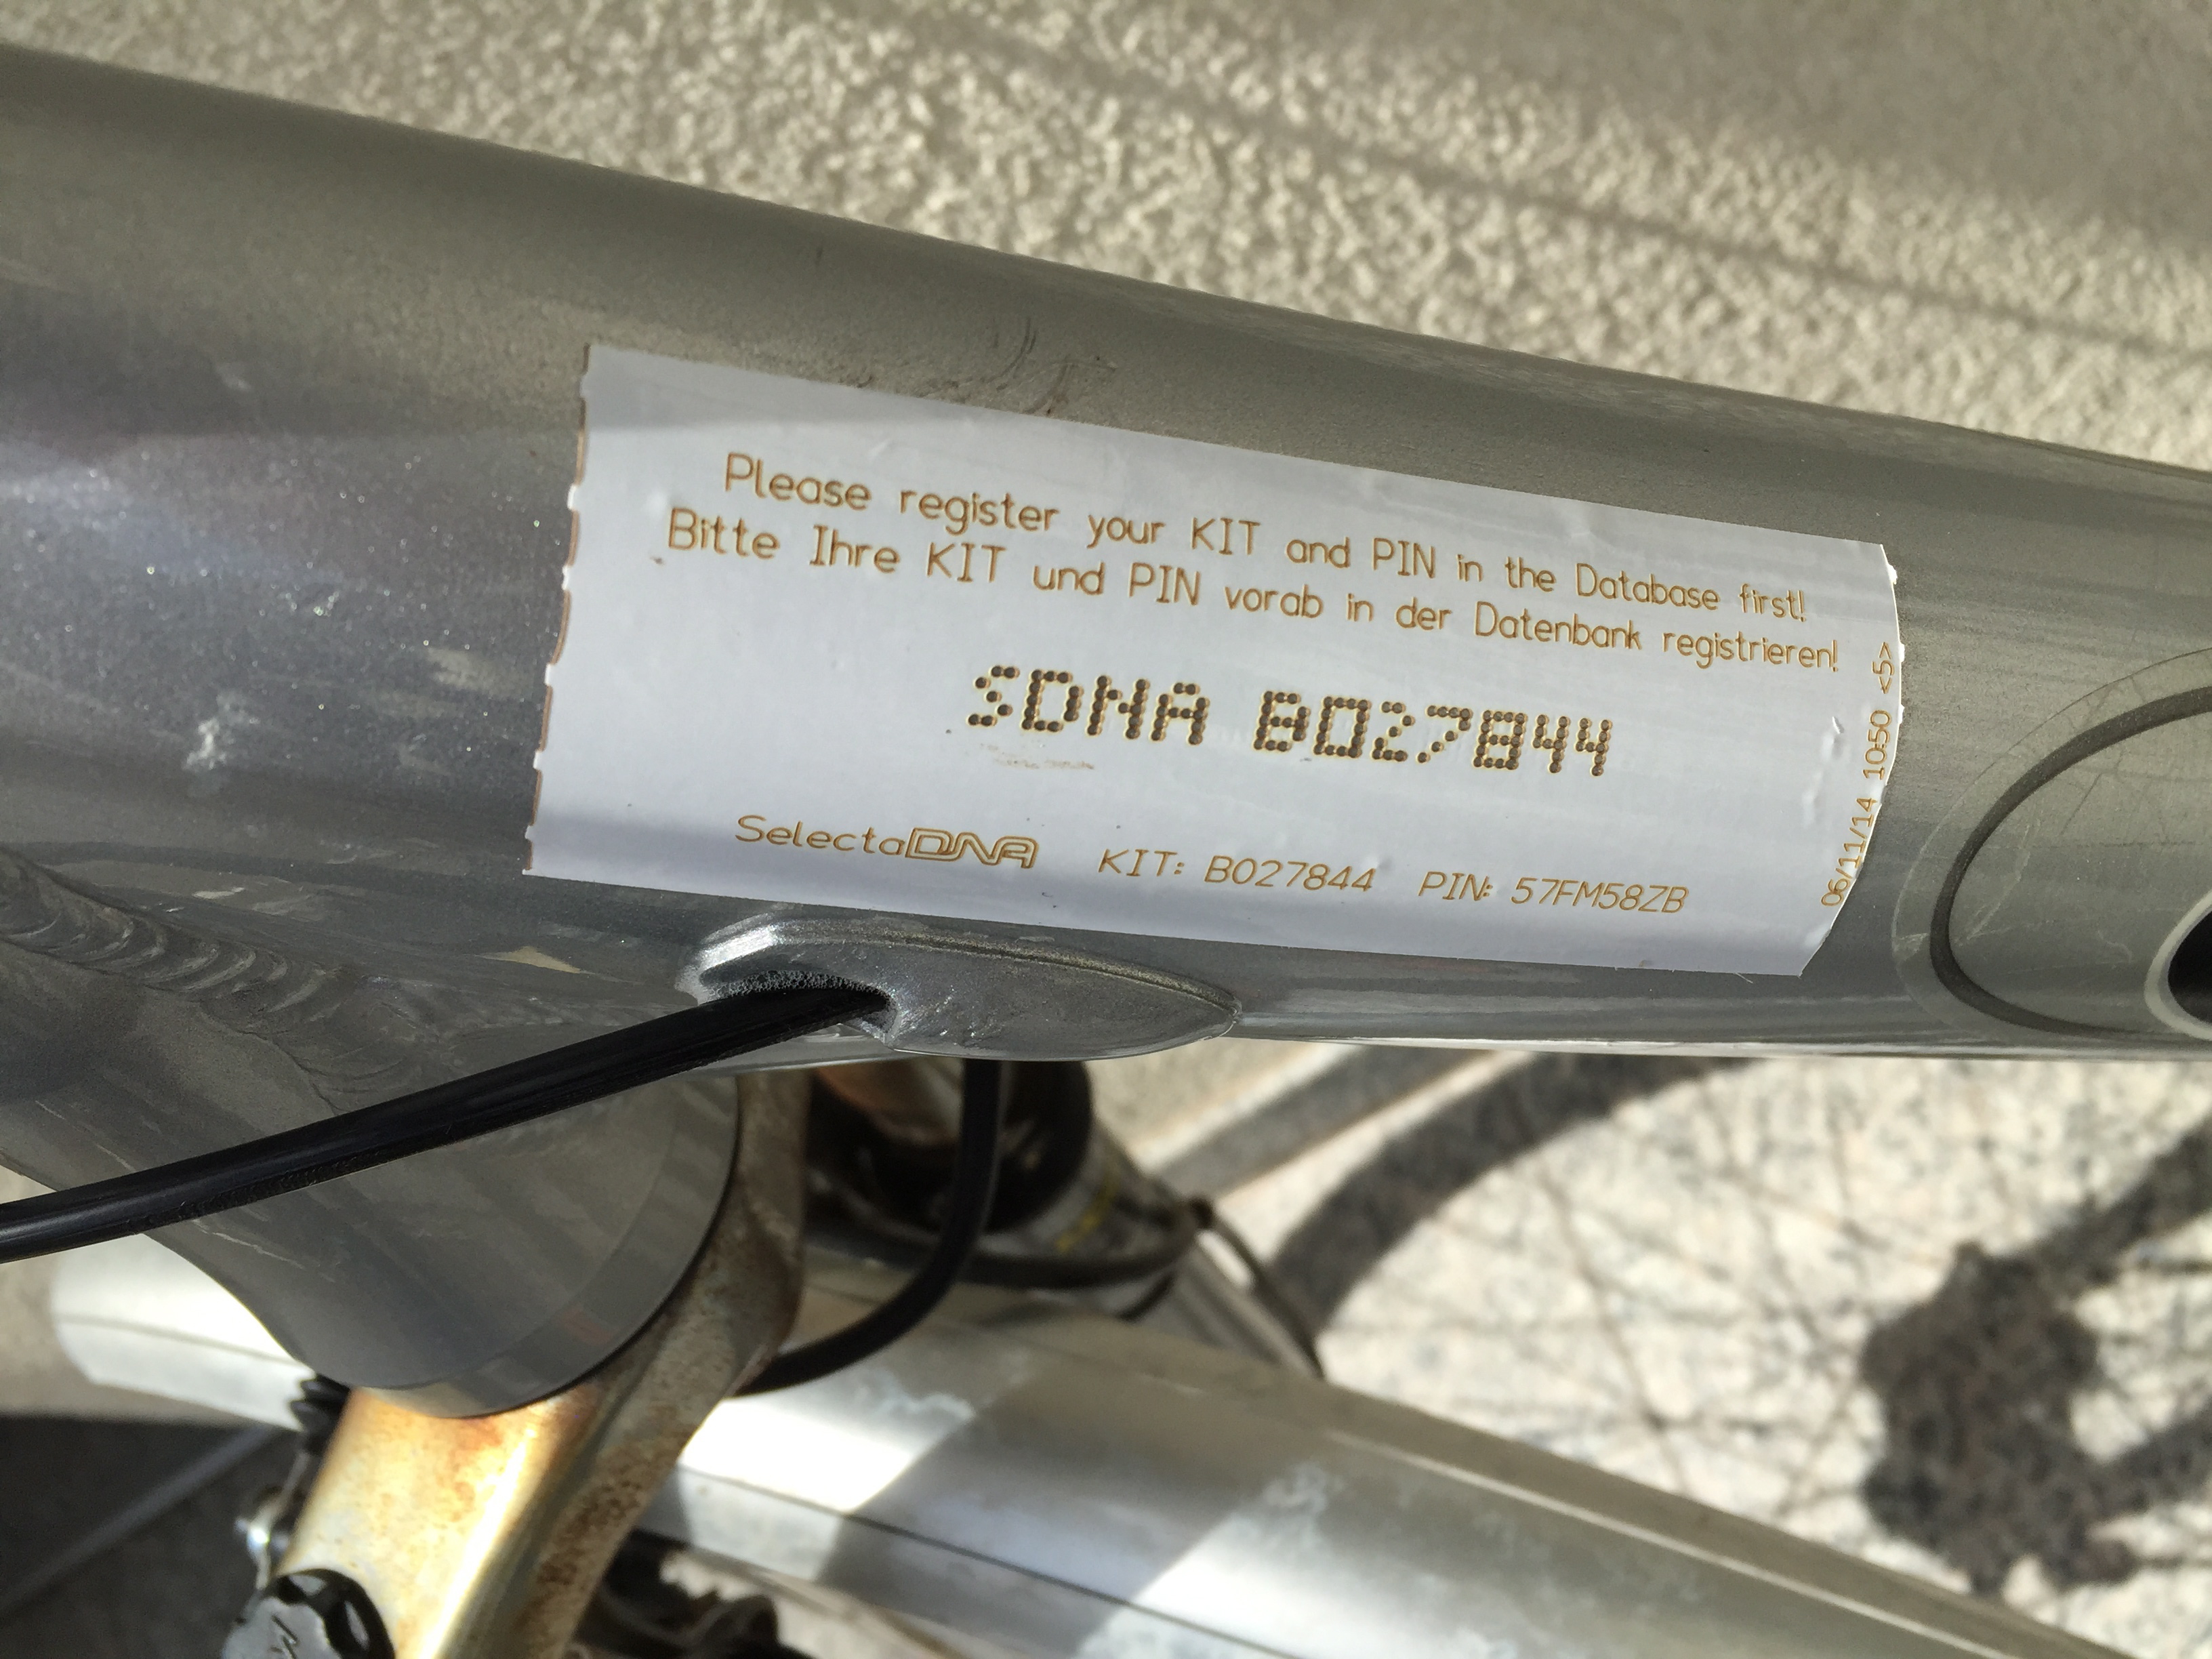 Please register your KIT and PIN in the Database first!
Bitte Ihre KIT und PIN vorab in der Datenbank registrieren!
SDNA B027844
SelectaDNA KIT: B027844 PIN: 57FM58ZB
06/11/14 10:50 <5>